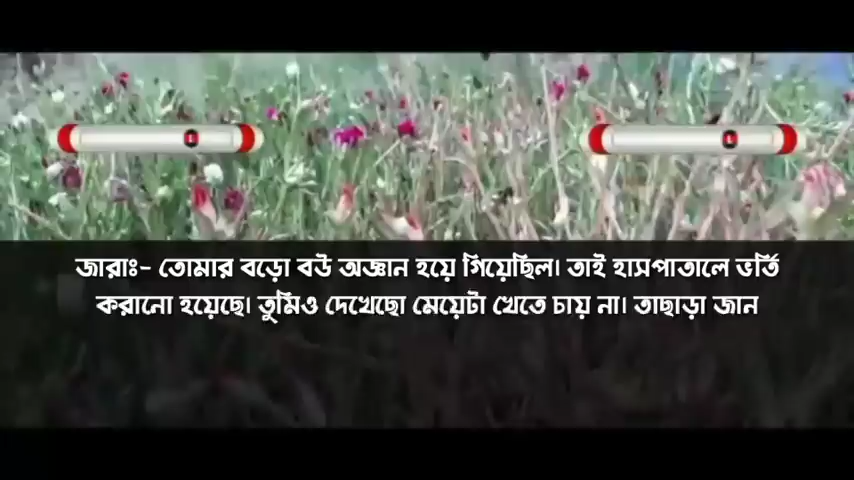 জারাঃ- তোমার বড়ো বউ অজ্ঞান হয়ে গিয়েছিল। তাই হাসপাতালে ভর্তি
করানো হয়েছে। তুমিও দেখেছো মেয়েটা খেতে চায় না। তাছাড়া জান